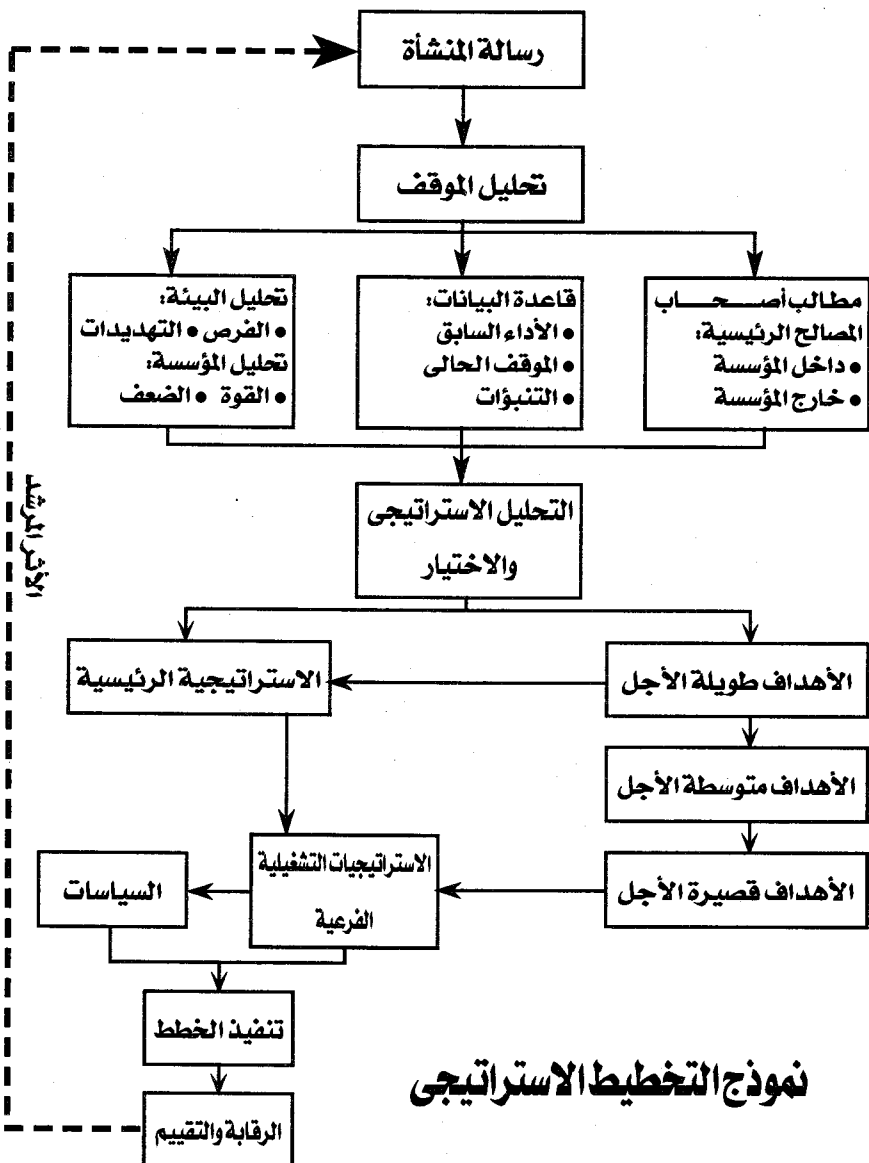 رسالة المنشأة
تحليل الموقف
مطالب أصحاب
المصالح الرئيسية:
• داخل المؤسسة
• خارج المؤسسة
قاعدة البيانات:
• الأداء السابق
• الموقف الحالى
• التنبؤات
تحليل البيئة:
• الفرص • التهديدات
تحليل المؤسسة:
• القوة • الضعف
التحليل الاستراتيجى
والاختيار
الأهداف طويلة الأجل
الاستراتيجية الرئيسية
الأهداف متوسطة الأجل
الأهداف قصيرة الأجل
الاستراتيجيات التشغيلية
الفرعية
السياسات
تنفيذ الخطط
الرقابة والتقييم
الأثر المرشد
نموذج التخطيط الاستراتيجى